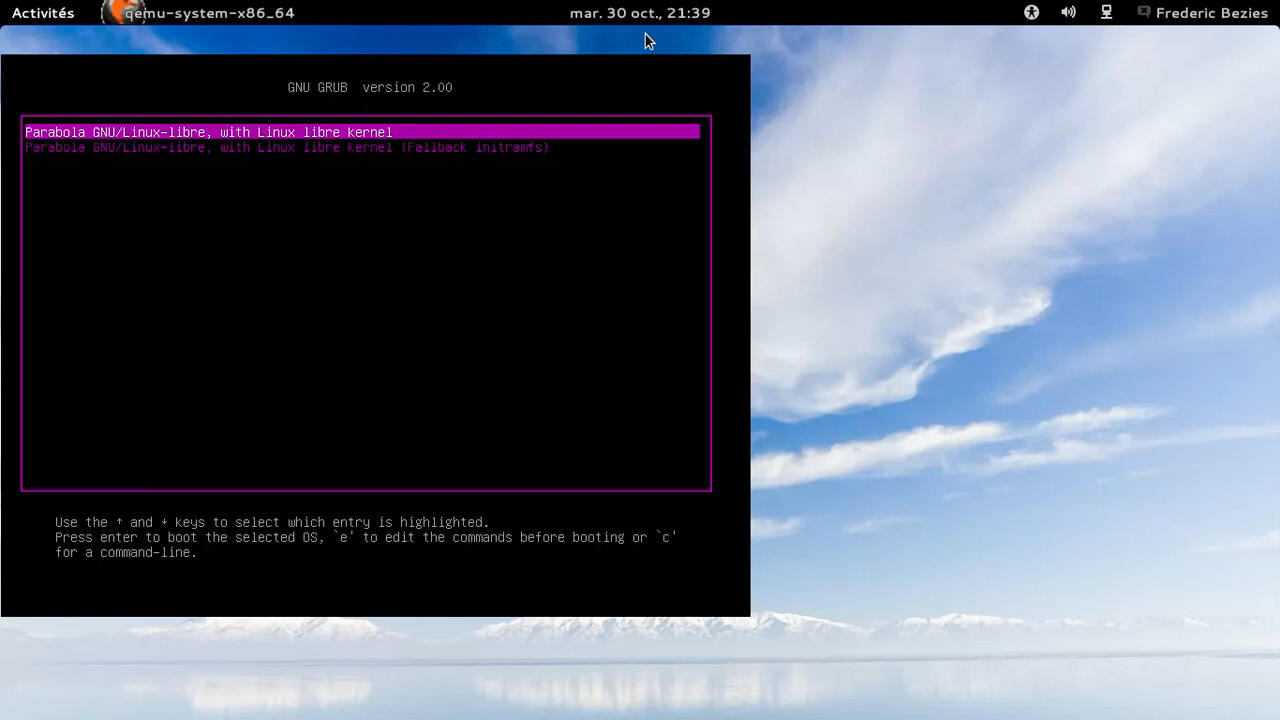 Activités qemu-system-x86_64 mar. 30 oct., 21:39 Frederic Bezies
GNU GRUB version 2.00
Parabola GNU/Linux-libre, with Linux libre kernel
Parabola GNU/Linux-libre, with Linux libre kernel (Fallback initramfs)
Use the ↑ and ↓ keys to select which entry is highlighted.
Press enter to boot the selected OS, `e' to edit the commands before booting or `c'
for a command-line.